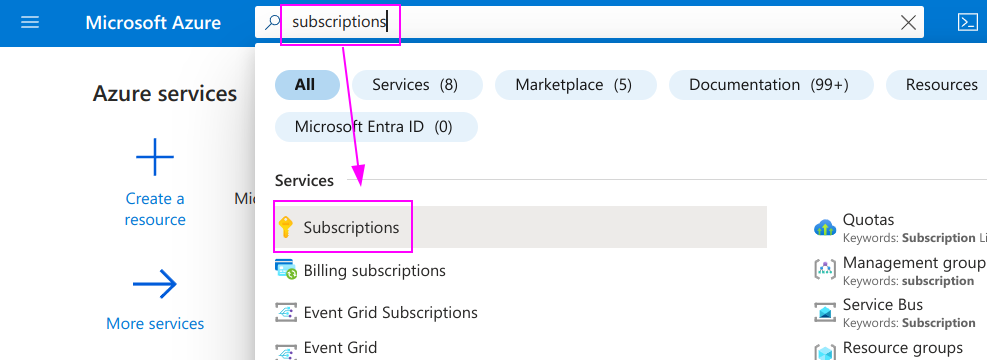 Microsoft Azure
subscriptions
All
Services (8)
Marketplace (5)
Documentation (99+)
Resources
Microsoft Entra ID (0)
Azure services
Create a
resource
More services
Services
Subscriptions
Billing subscriptions
Event Grid Subscriptions
Event Grid
Quotas
Keywords: Subscription Li
Management group
Keywords: subscription
Service Bus
Keywords: Subscription
Resource groups